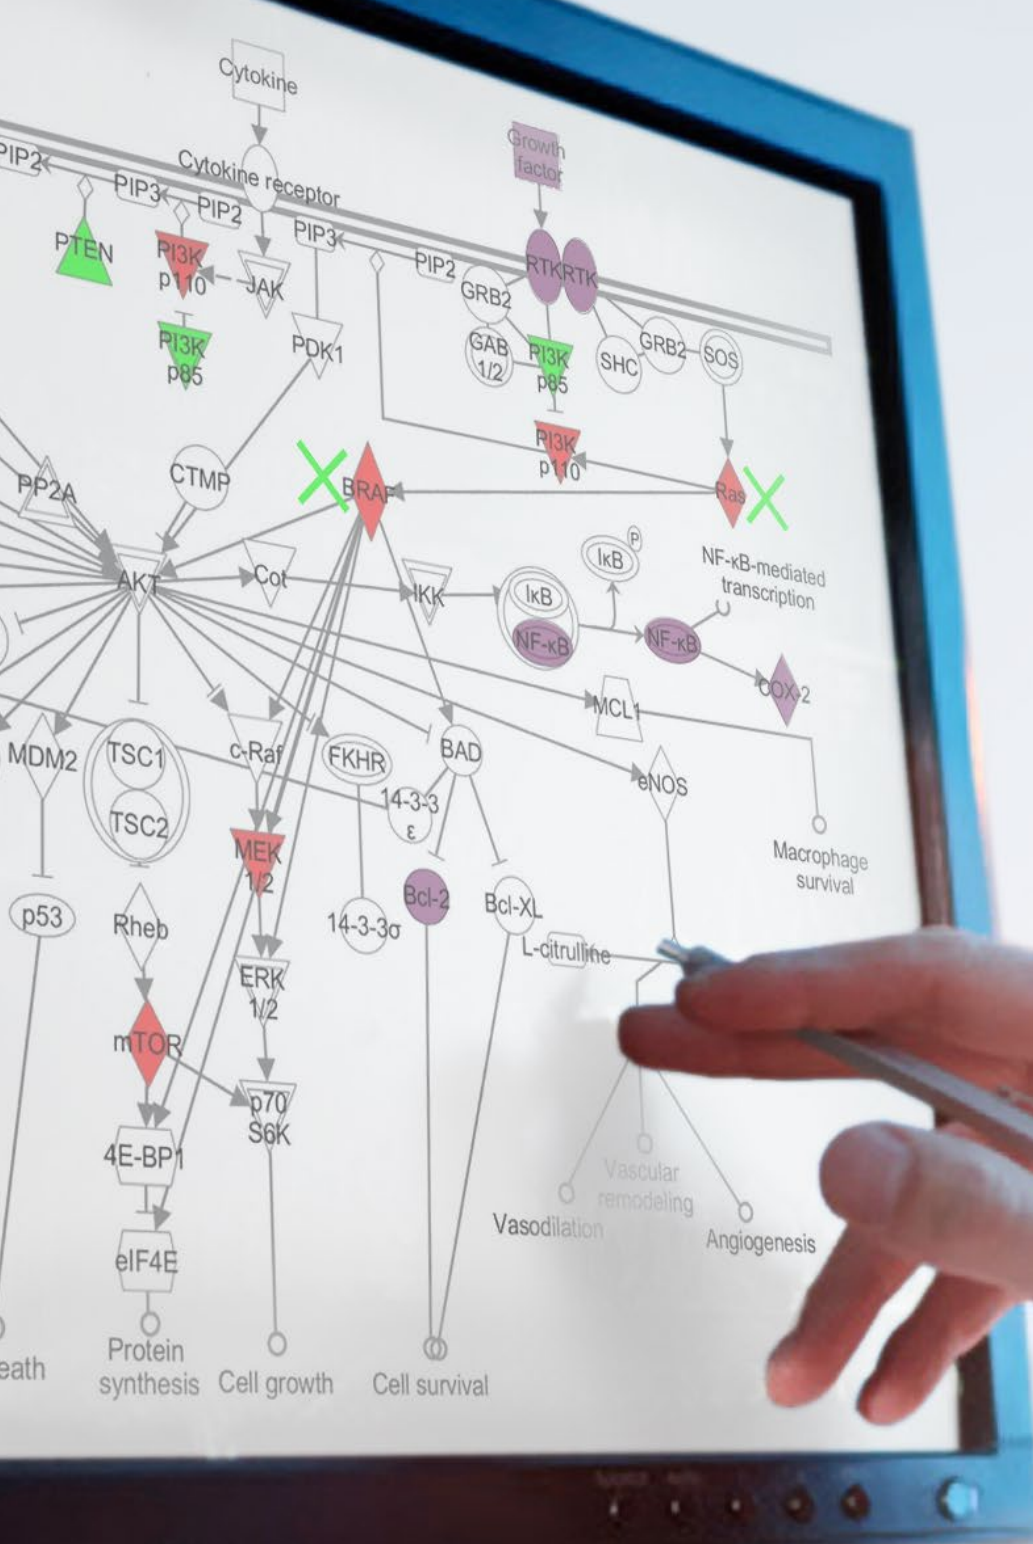 Cytokine
Growth
factor
PIP2
Cytokine receptor
PIP3
PIP2
PIP3
PIP2
PTEN
PI3K
p110
JAK
RTK
RTK
GRB2
PI3K
p85
PDK1
GAB
1/2
PI3K
p85
SHC
GRB2
SOS
PI3K
p110
PP2A
CTMP
BRAF
Ras
AKT
Cot
IKK
IκB
P
IκB
NF-κB
NF-κB
NF-κB-mediated
transcription
COX-2
MCL1
MDM2
TSC1
TSC2
c-Raf
FKHR
BAD
14-3-3
ε
eNOS
Macrophage
survival
MEK
1/2
p53
Rheb
14-3-3σ
Bcl-2
Bcl-XL
L-citrulline
ERK
1/2
mTOR
p70
S6K
4E-BP1
eIF4E
Vascular
remodeling
Vasodilation
Angiogenesis
eath
Protein
synthesis
Cell growth
Cell survival